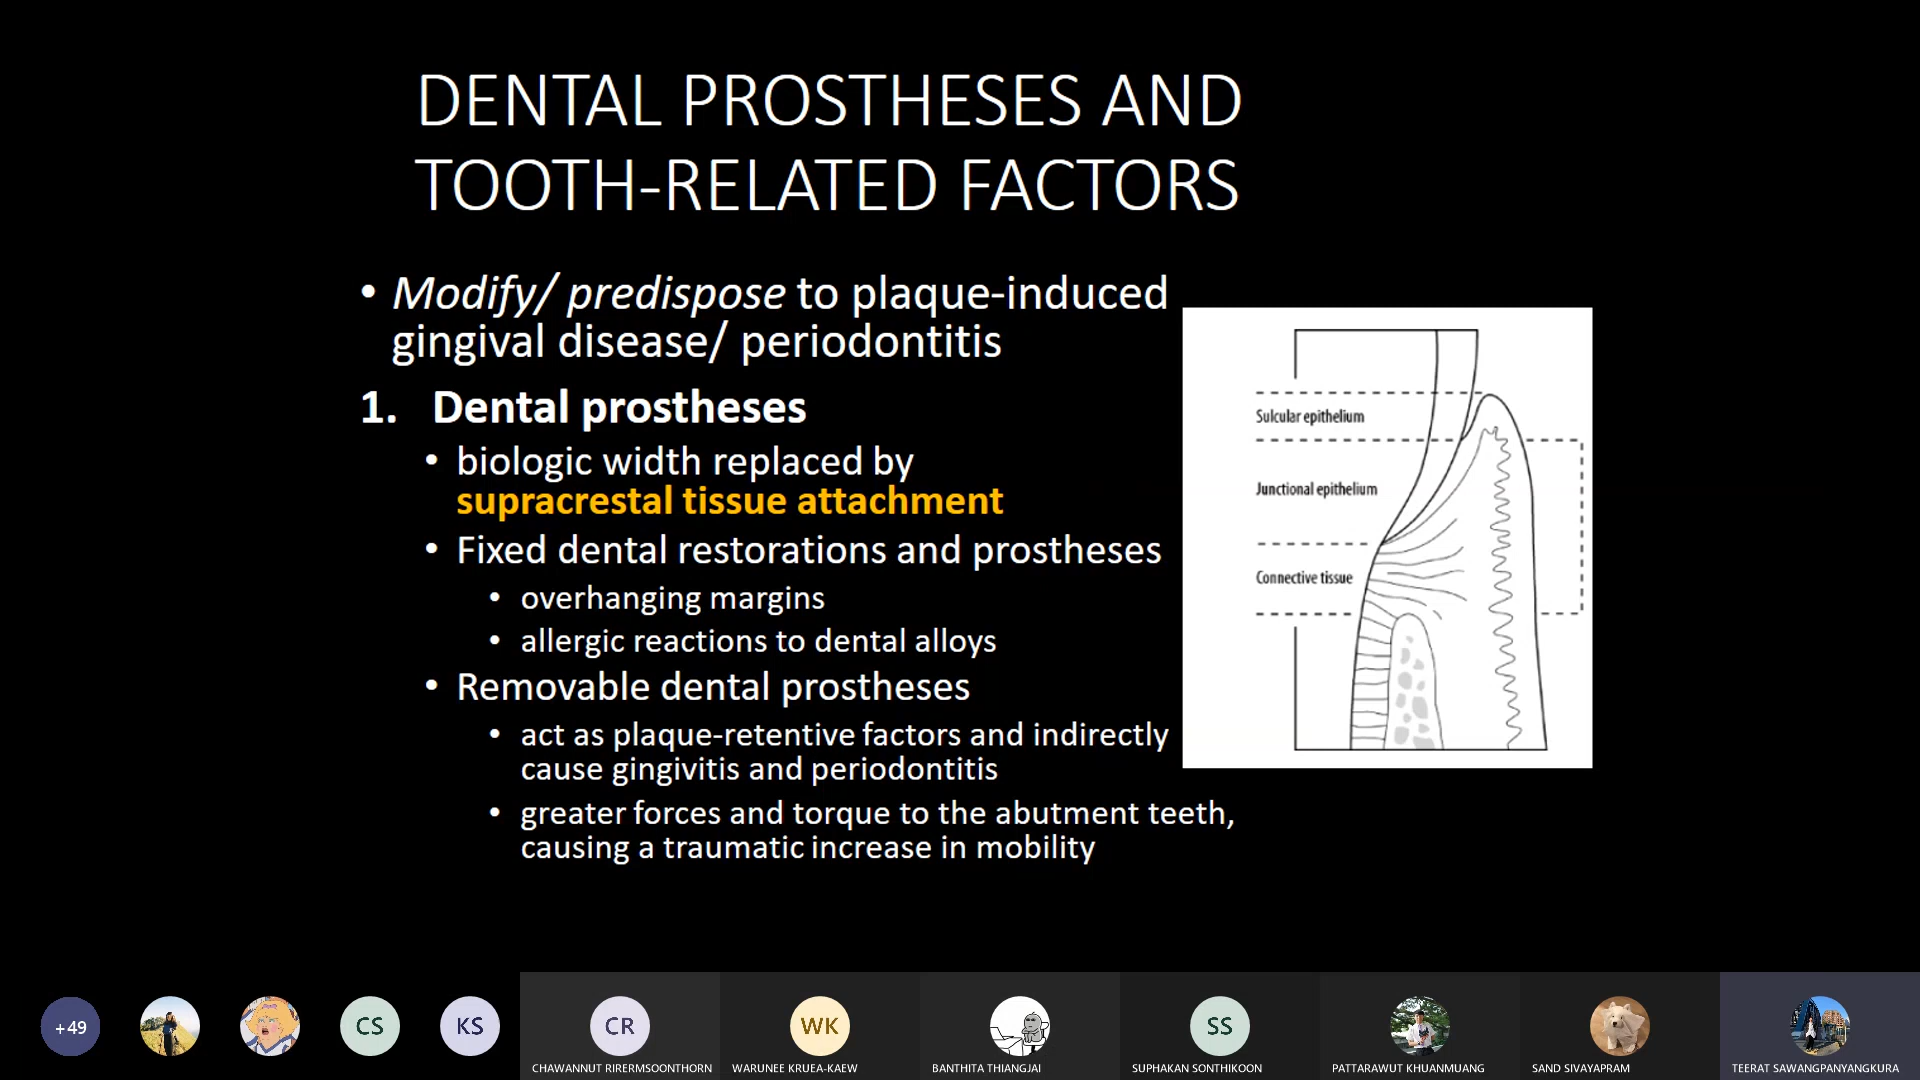 DENTAL PROSTHESES AND
TOOTH-RELATED FACTORS
• Modify/ predispose to plaque-induced
gingival disease/ periodontitis
1. Dental prostheses
• biologic width replaced by
supracrestal tissue attachment
• Fixed dental restorations and prostheses
• overhanging margins
• allergic reactions to dental alloys
• Removable dental prostheses
• act as plaque-retentive factors and indirectly
cause gingivitis and periodontitis
• greater forces and torque to the abutment teeth,
causing a traumatic increase in mobility
Sulcular epithelium
Junctional epithelium
Connective tissue
+49
CS
KS
CR
WK
SS
CHAWANNUT RIRERMSOONTHORN
WARUNEE KRUEA-KAEW
BANTHITA THIANGJAI
SUPHAKAN SONTHIKOON
PATTARAWUT KHUANMUANG
SAND SIVAYAPRAM
TEERAT SAWANGPANYANGKURA